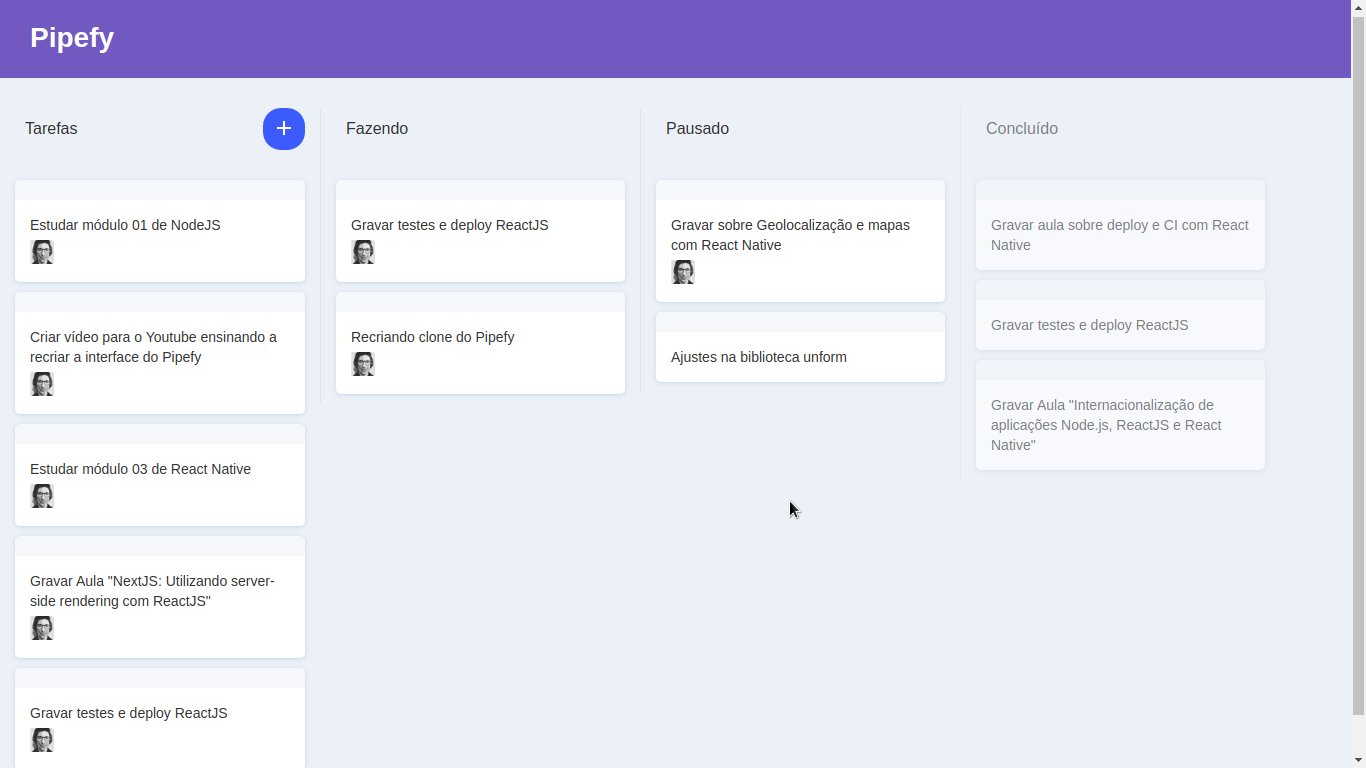 Pipefy
Tarefas
Estudar módulo 01 de NodeJS
Criar vídeo para o Youtube ensinando a
recriar a interface do Pipefy
Estudar módulo 03 de React Native
Gravar Aula "NextJS: Utilizando server-
side rendering com ReactJS"
Gravar testes e deploy ReactJS
Fazendo
Gravar testes e deploy ReactJS
Recriando clone do Pipefy
Pausado
Gravar sobre Geolocalização e mapas
com React Native
Ajustes na biblioteca unform
Concluído
Gravar aula sobre deploy e CI com React
Native
Gravar testes e deploy ReactJS
Gravar Aula "Internacionalização de
aplicações Node.js, ReactJS e React
Native"